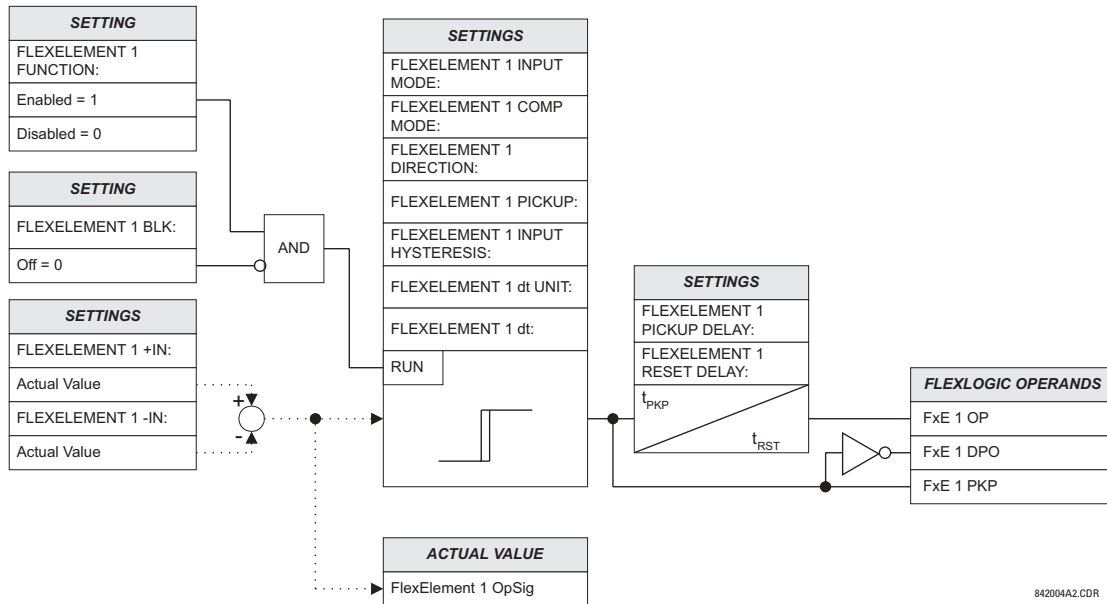 SETTING
FLEXELEMENT 1
FUNCTION:
Enabled = 1
Disabled = 0
SETTING
FLEXELEMENT 1 BLK:
Off = 0
SETTINGS
FLEXELEMENT 1 +IN:
Actual Value
FLEXELEMENT 1 -IN:
Actual Value
AND
+
-
SETTINGS
FLEXELEMENT 1 INPUT
MODE:
FLEXELEMENT 1 COMP
MODE:
FLEXELEMENT 1
DIRECTION:
FLEXELEMENT 1 PICKUP:
FLEXELEMENT 1 INPUT
HYSTERESIS:
FLEXELEMENT 1 dt UNIT:
FLEXELEMENT 1 dt:
RUN
ACTUAL VALUE
FlexElement 1 OpSig
SETTINGS
FLEXELEMENT 1
PICKUP DELAY:
FLEXELEMENT 1
RESET DELAY:
tPKP
tRST
FLEXLOGIC OPERANDS
FxE 1 OP
FxE 1 DPO
FxE 1 PKP
842004A2.CDR